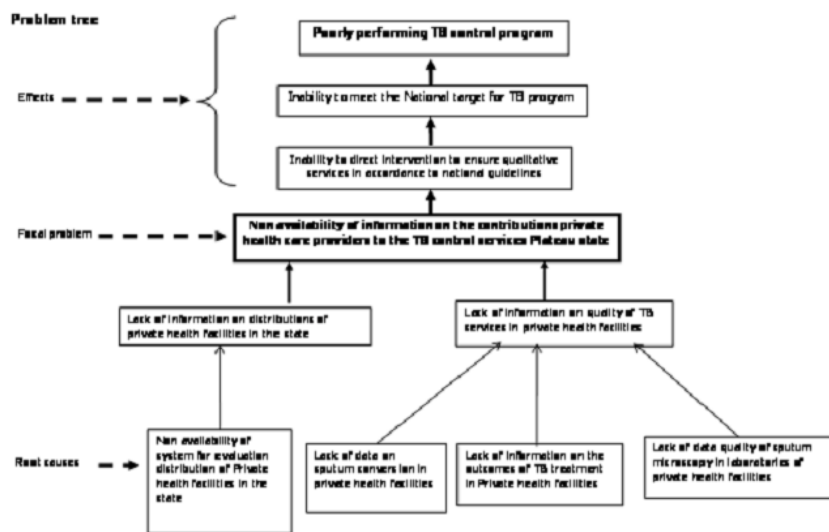 Problem tree
Poorly performing TB control program
Effects
Inability to meet the National target for TB program
Inability to direct intervention to ensure qualitative
services in accordance to national guidelines
Focal problem
Non availability of information on the contributions private
health care providers to the TB control services Plateau state
Lack of information on distributions of
private health facilities in the state
Lack of information on quality of TB
services in private health facilities
Root causes
Non availability of
system for evaluation
distribution of Private
health facilities in the
state
Lack of data on
sputum conversion in
private health facilities
Lack of information on the
outcomes of TB treatment
in Private health facilities
Lack of data quality of sputum
microscopy in laboratories of
private health facilities